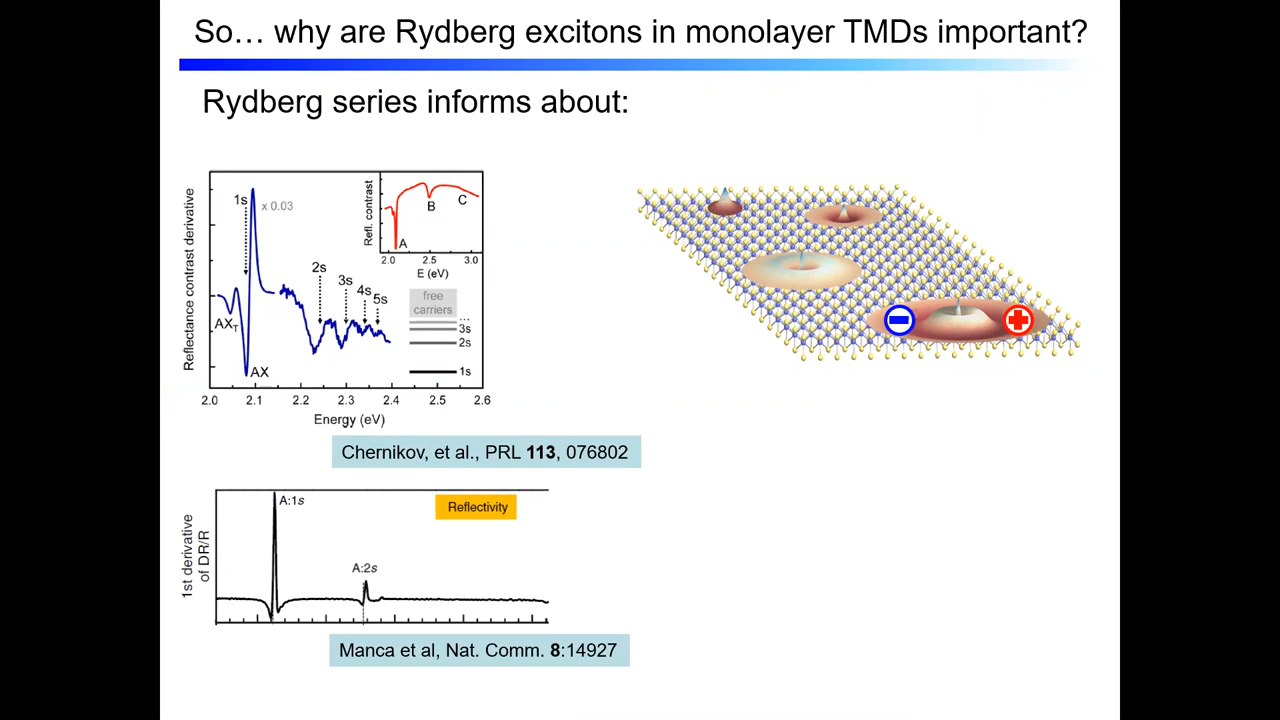 So… why are Rydberg excitons in monolayer TMDs important?
Rydberg series informs about:
Reflectance contrast derivative
1s
x 0.03
AX_T
AX
2s
3s
4s
5s
Refl. contrast
A
B
C
2.0 2.5 3.0
E (eV)
free
carriers
...
3s
2s
1s
2.0 2.1 2.2 2.3 2.4 2.5 2.6
Energy (eV)
Chernikov, et al., PRL 113, 076802
1st derivative
of DR/R
A:1s
Reflectivity
A:2s
Manca et al, Nat. Comm. 8:14927